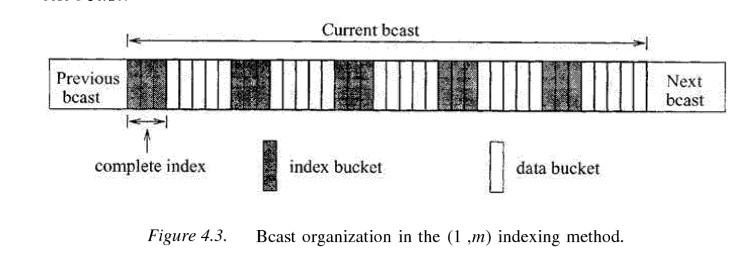 Current bcast
Previous
bcast
Next
bcast
complete index
index bucket
data bucket
Figure 4.3. Bcast organization in the (1 ,m) indexing method.